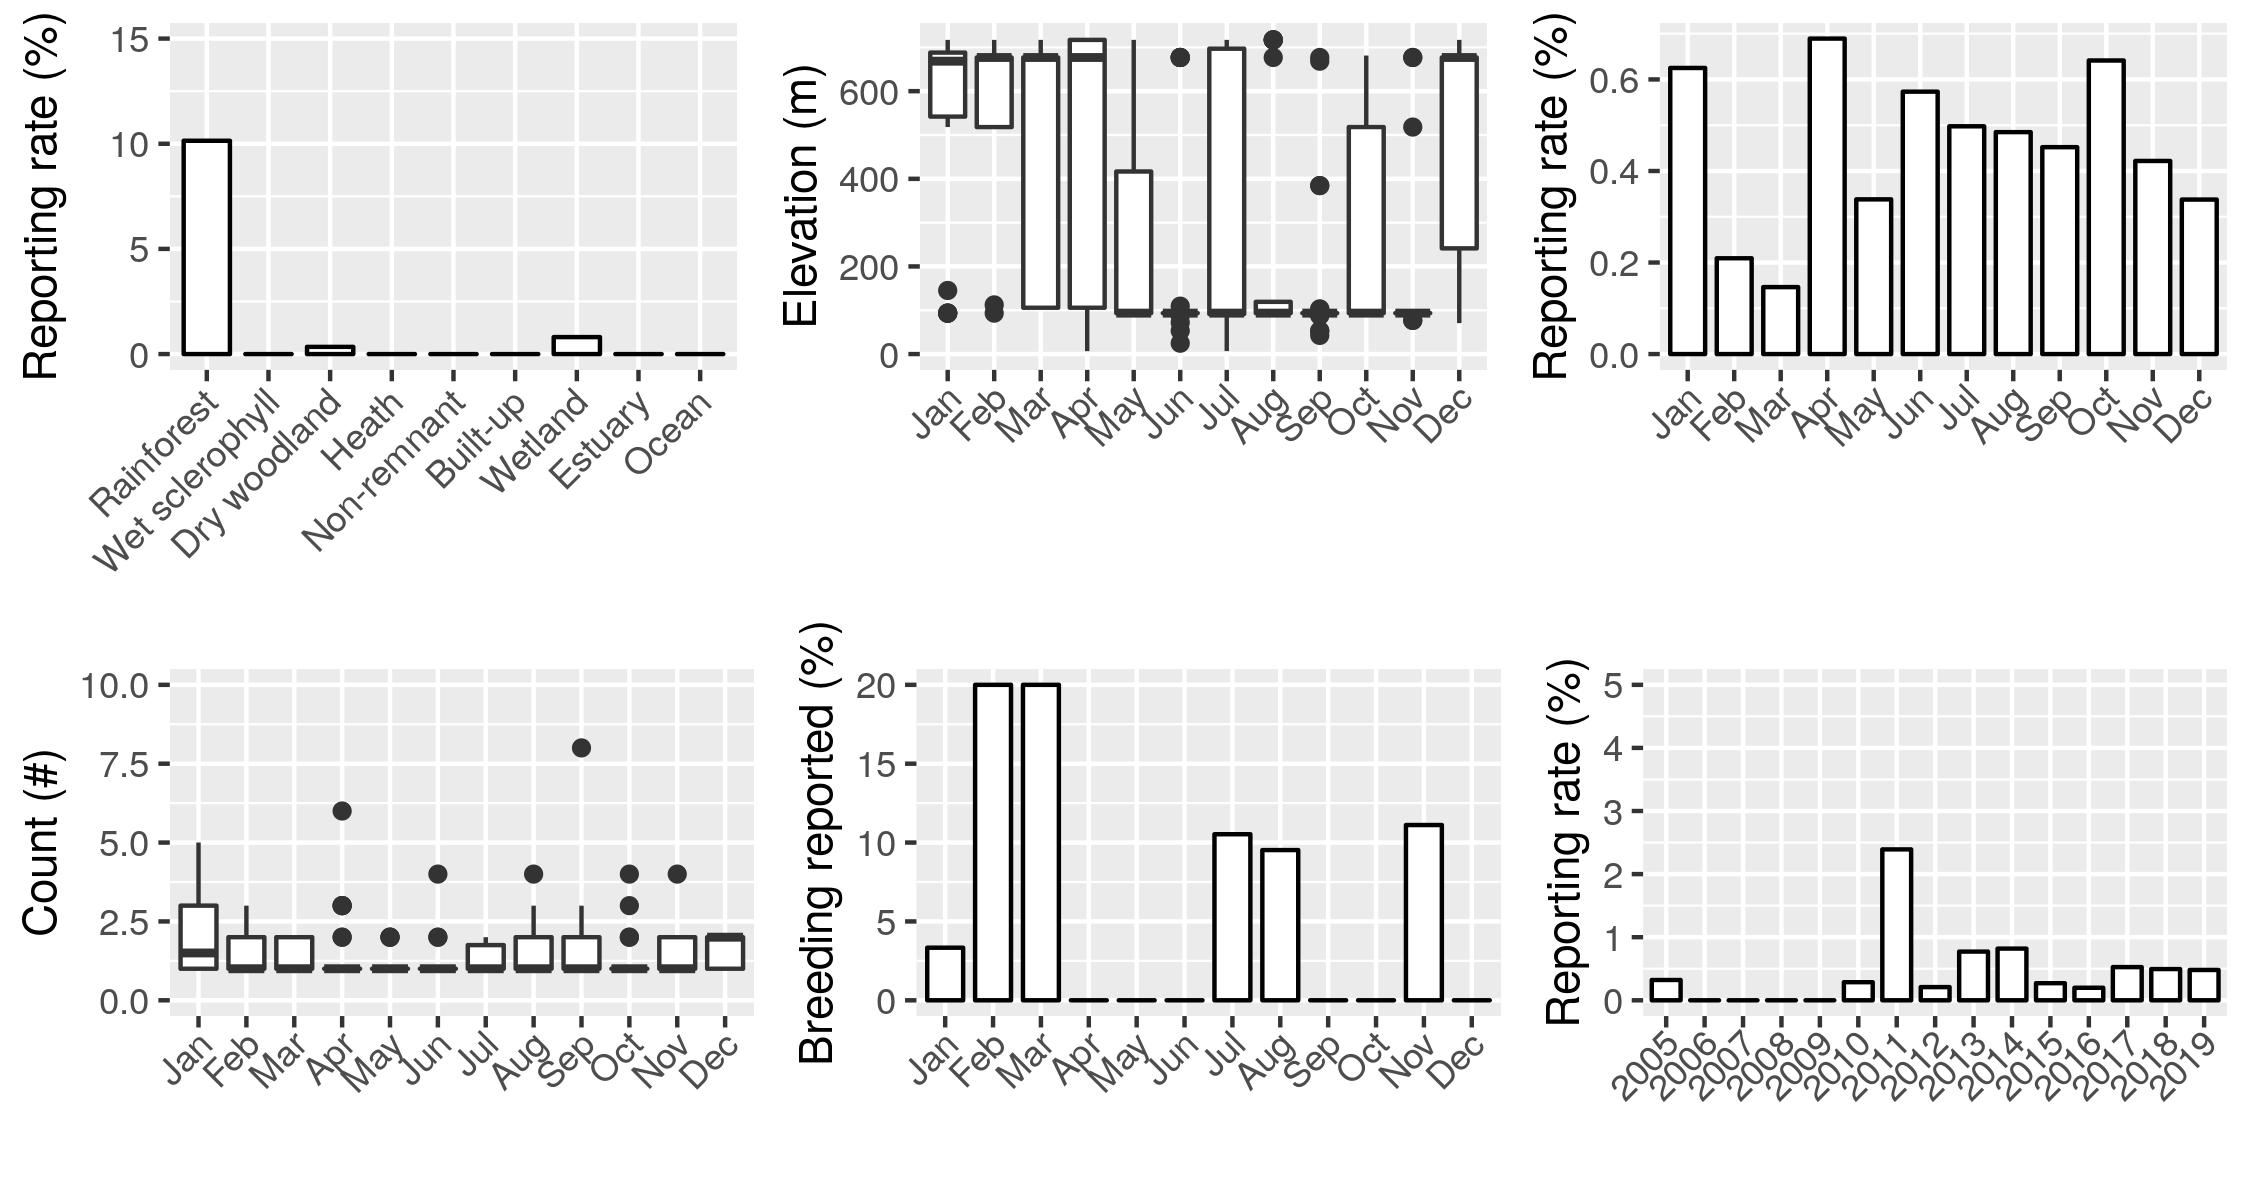 Reporting rate (%)
15
10
5
0
Rainforest
Wet sclerophyll
Dry woodland
Heath
Non-remnant
Built-up
Wetland
Estuary
Ocean
Elevation (m)
600
400
200
0
Jan
Feb
Mar
Apr
May
Jun
Jul
Aug
Sep
Oct
Nov
Dec
Reporting rate (%)
0.6
0.4
0.2
0.0
Jan
Feb
Mar
Apr
May
Jun
Jul
Aug
Sep
Oct
Nov
Dec
Count (#)
10.0
7.5
5.0
2.5
0.0
Jan
Feb
Mar
Apr
May
Jun
Jul
Aug
Sep
Oct
Nov
Dec
Breeding reported (%)
20
15
10
5
0
Jan
Feb
Mar
Apr
May
Jun
Jul
Aug
Sep
Oct
Nov
Dec
Reporting rate (%)
5
4
3
2
1
0
2005
2006
2007
2008
2009
2010
2011
2012
2013
2014
2015
2016
2017
2018
2019